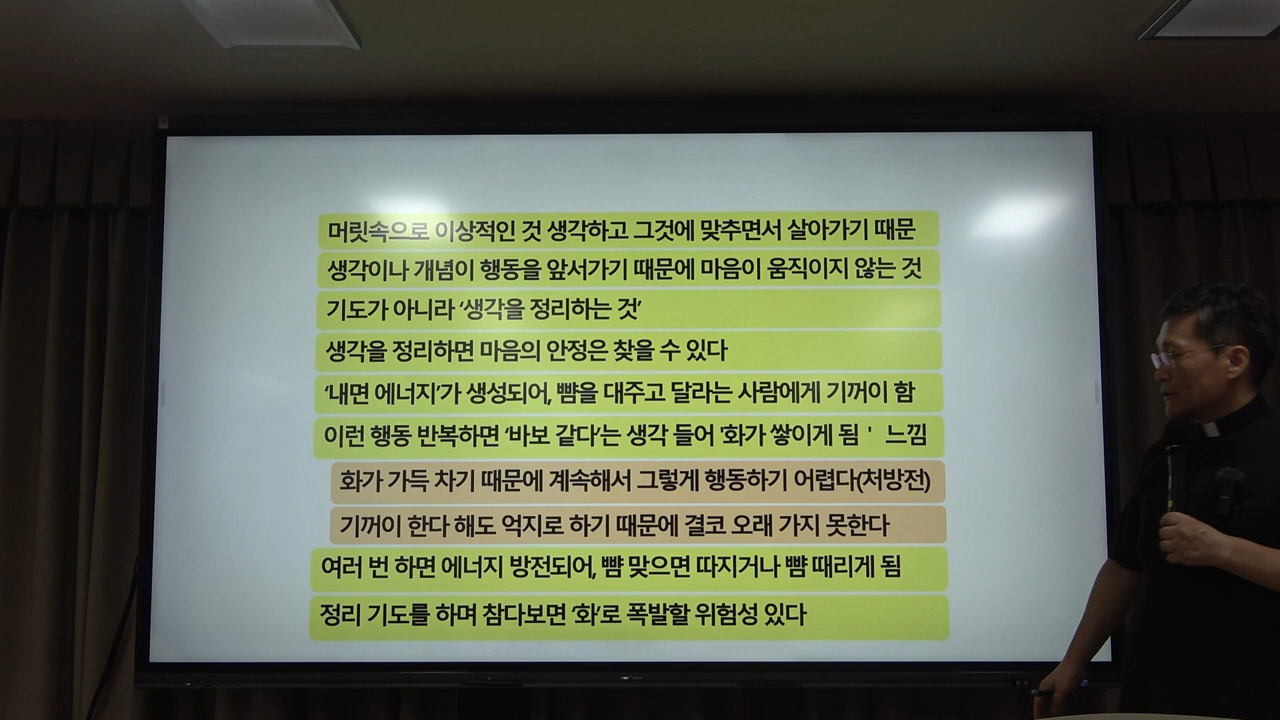 머릿속으로 이상적인 것 생각하고 그것에 맞추면서 살아가기 때문
생각이나 개념이 행동을 앞서가기 때문에 마음이 움직이지 않는 것
기도가 아니라 ‘생각을 정리하는 것’
생각을 정리하면 마음의 안정은 찾을 수 있다
‘내면 에너지’가 생성되어, 뺨을 대주고 달라는 사람에게 기꺼이 함
이런 행동 반복하면 ‘바보 같다’는 생각 들어 '화가 쌓이게 됨 ' 느낌
화가 가득 차기 때문에 계속해서 그렇게 행동하기 어렵다(처방전)
기꺼이 한다 해도 억지로 하기 때문에 결코 오래 가지 못한다
여러 번 하면 에너지 방전되어, 뺨 맞으면 따지거나 뺨 때리게 됨
정리 기도를 하며 참다보면 ‘화’로 폭발할 위험성 있다